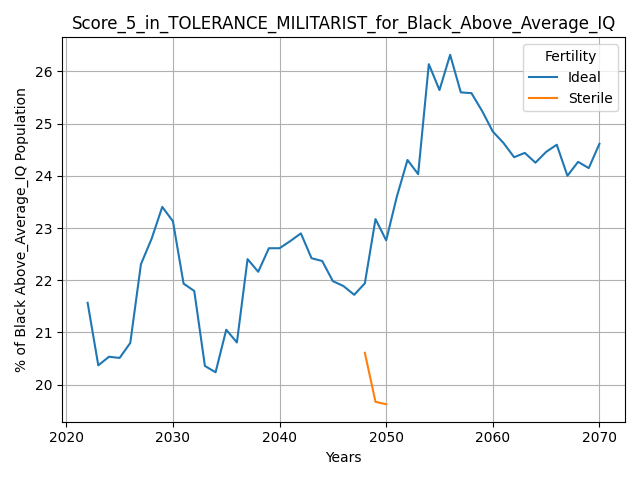 Score_5_in_TOLERANCE_MILITARIST_for_Black_Above_Average_IQ
Fertility
Ideal
Sterile
% of Black Above_Average_IQ Population
26
25
24
23
22
21
20
2020 2030 2040 2050 2060 2070
Years